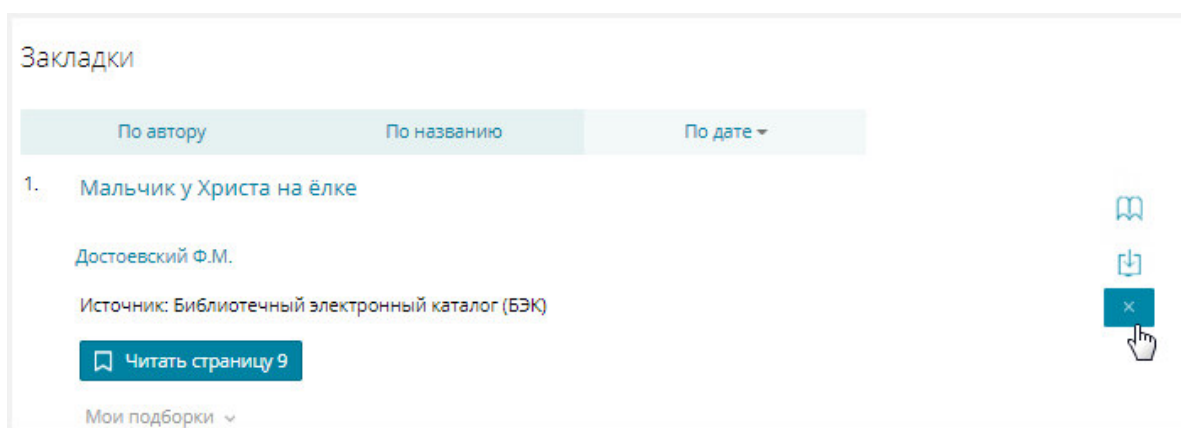 Закладки
По автору По названию По дате
1. Мальчик у Христа на ёлке
Достоевский Ф.М.
Источник: Библиотечный электронный каталог (БЭК)
Читать страницу 9
Мои подборки